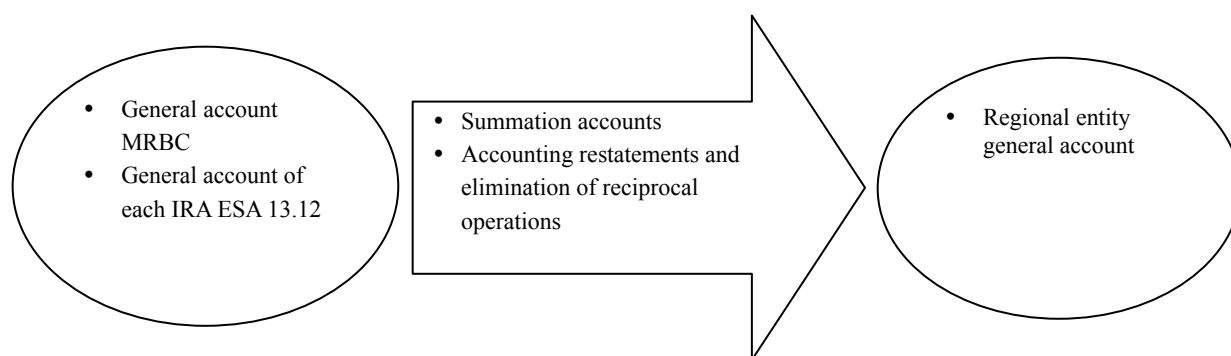 • General account
MRBC
• General account of
each IRA ESA 13.12
• Summation accounts
• Accounting restatements and
elimination of reciprocal
operations
• Regional entity
general account